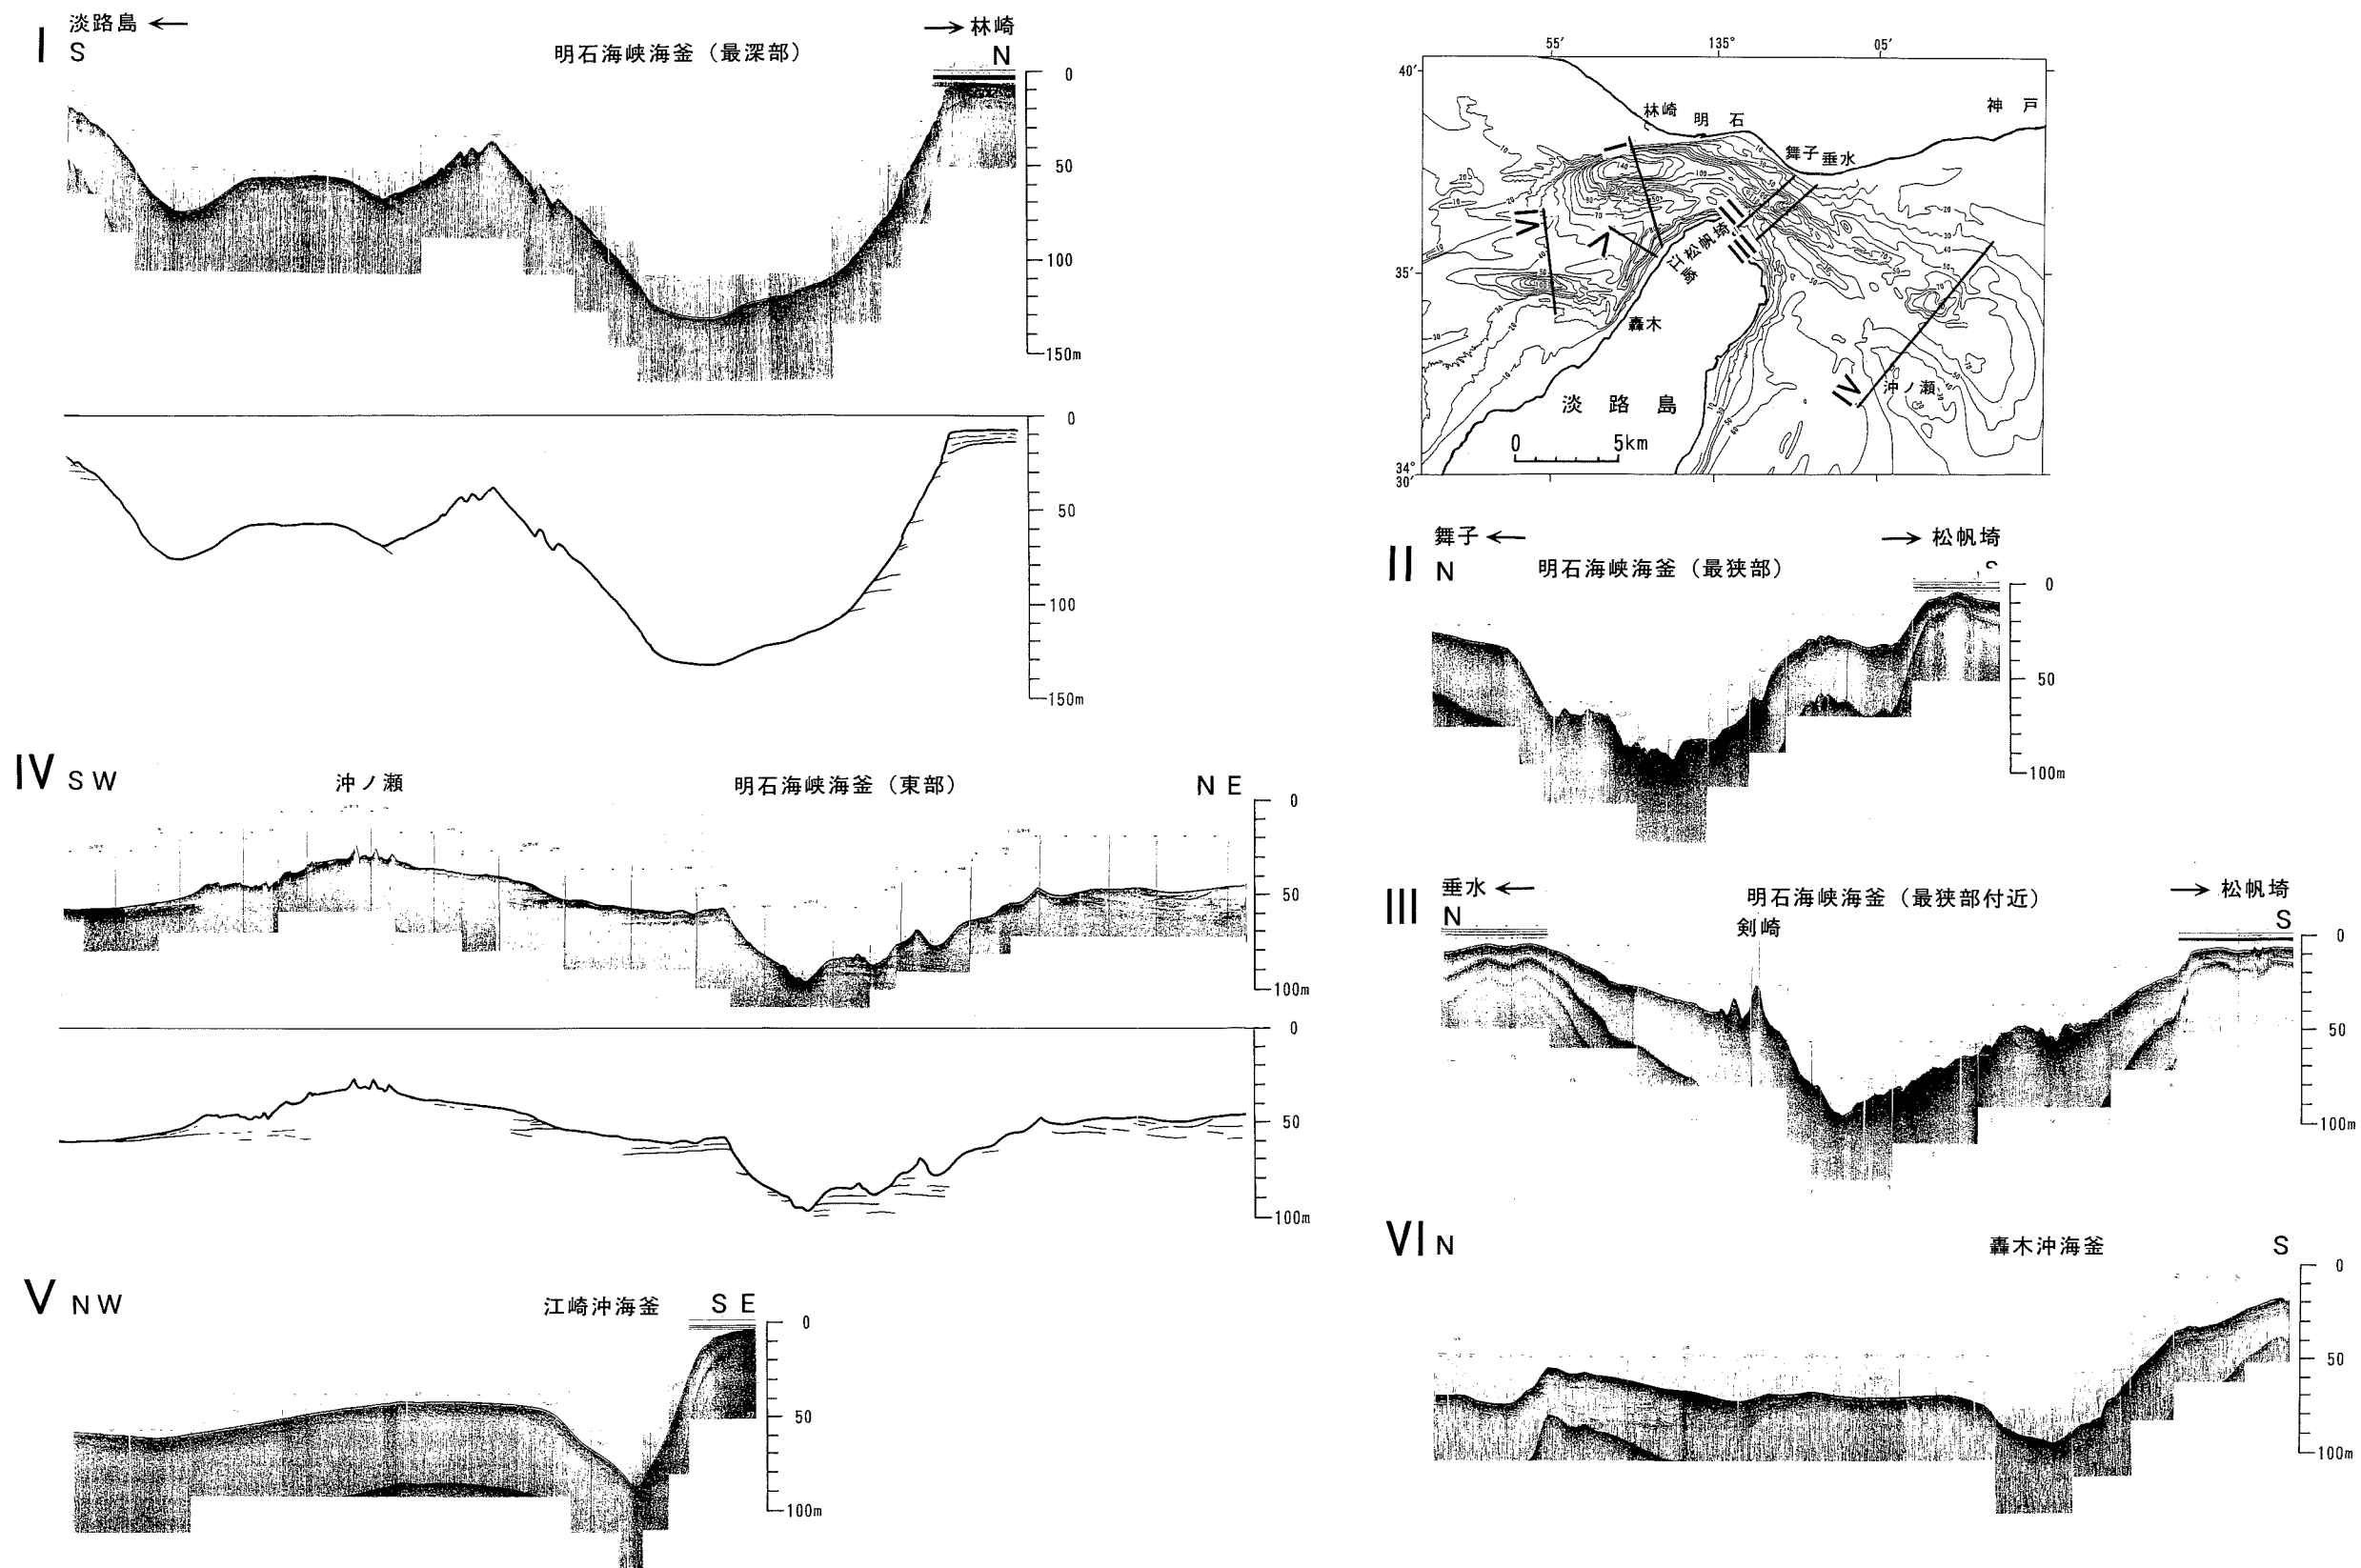 I
淡路島 ←
→ 林崎
S
明石海峡海釜（最深部）
N
0
50
100
150m
0
50
100
150m
55′
135°
05′
40′
35′
34°
30′
林崎
明石
舞子
垂水
神戸
I
II
III
IV
V
VI
松帆埼
江埼
轟木
淡路島
沖ノ瀬
0
5km
II
舞子 ←
→ 松帆埼
N
明石海峡海釜（最狭部）
0
50
100m
IV
SW
沖ノ瀬
明石海峡海釜（東部）
NE
0
50
100m
0
50
100m
III
垂水 ←
→ 松帆埼
N
明石海峡海釜（最狭部付近）
S
剣崎
0
50
100m
V
NW
江崎沖海釜
SE
0
50
100m
VI
N
轟木沖海釜
S
0
50
100m